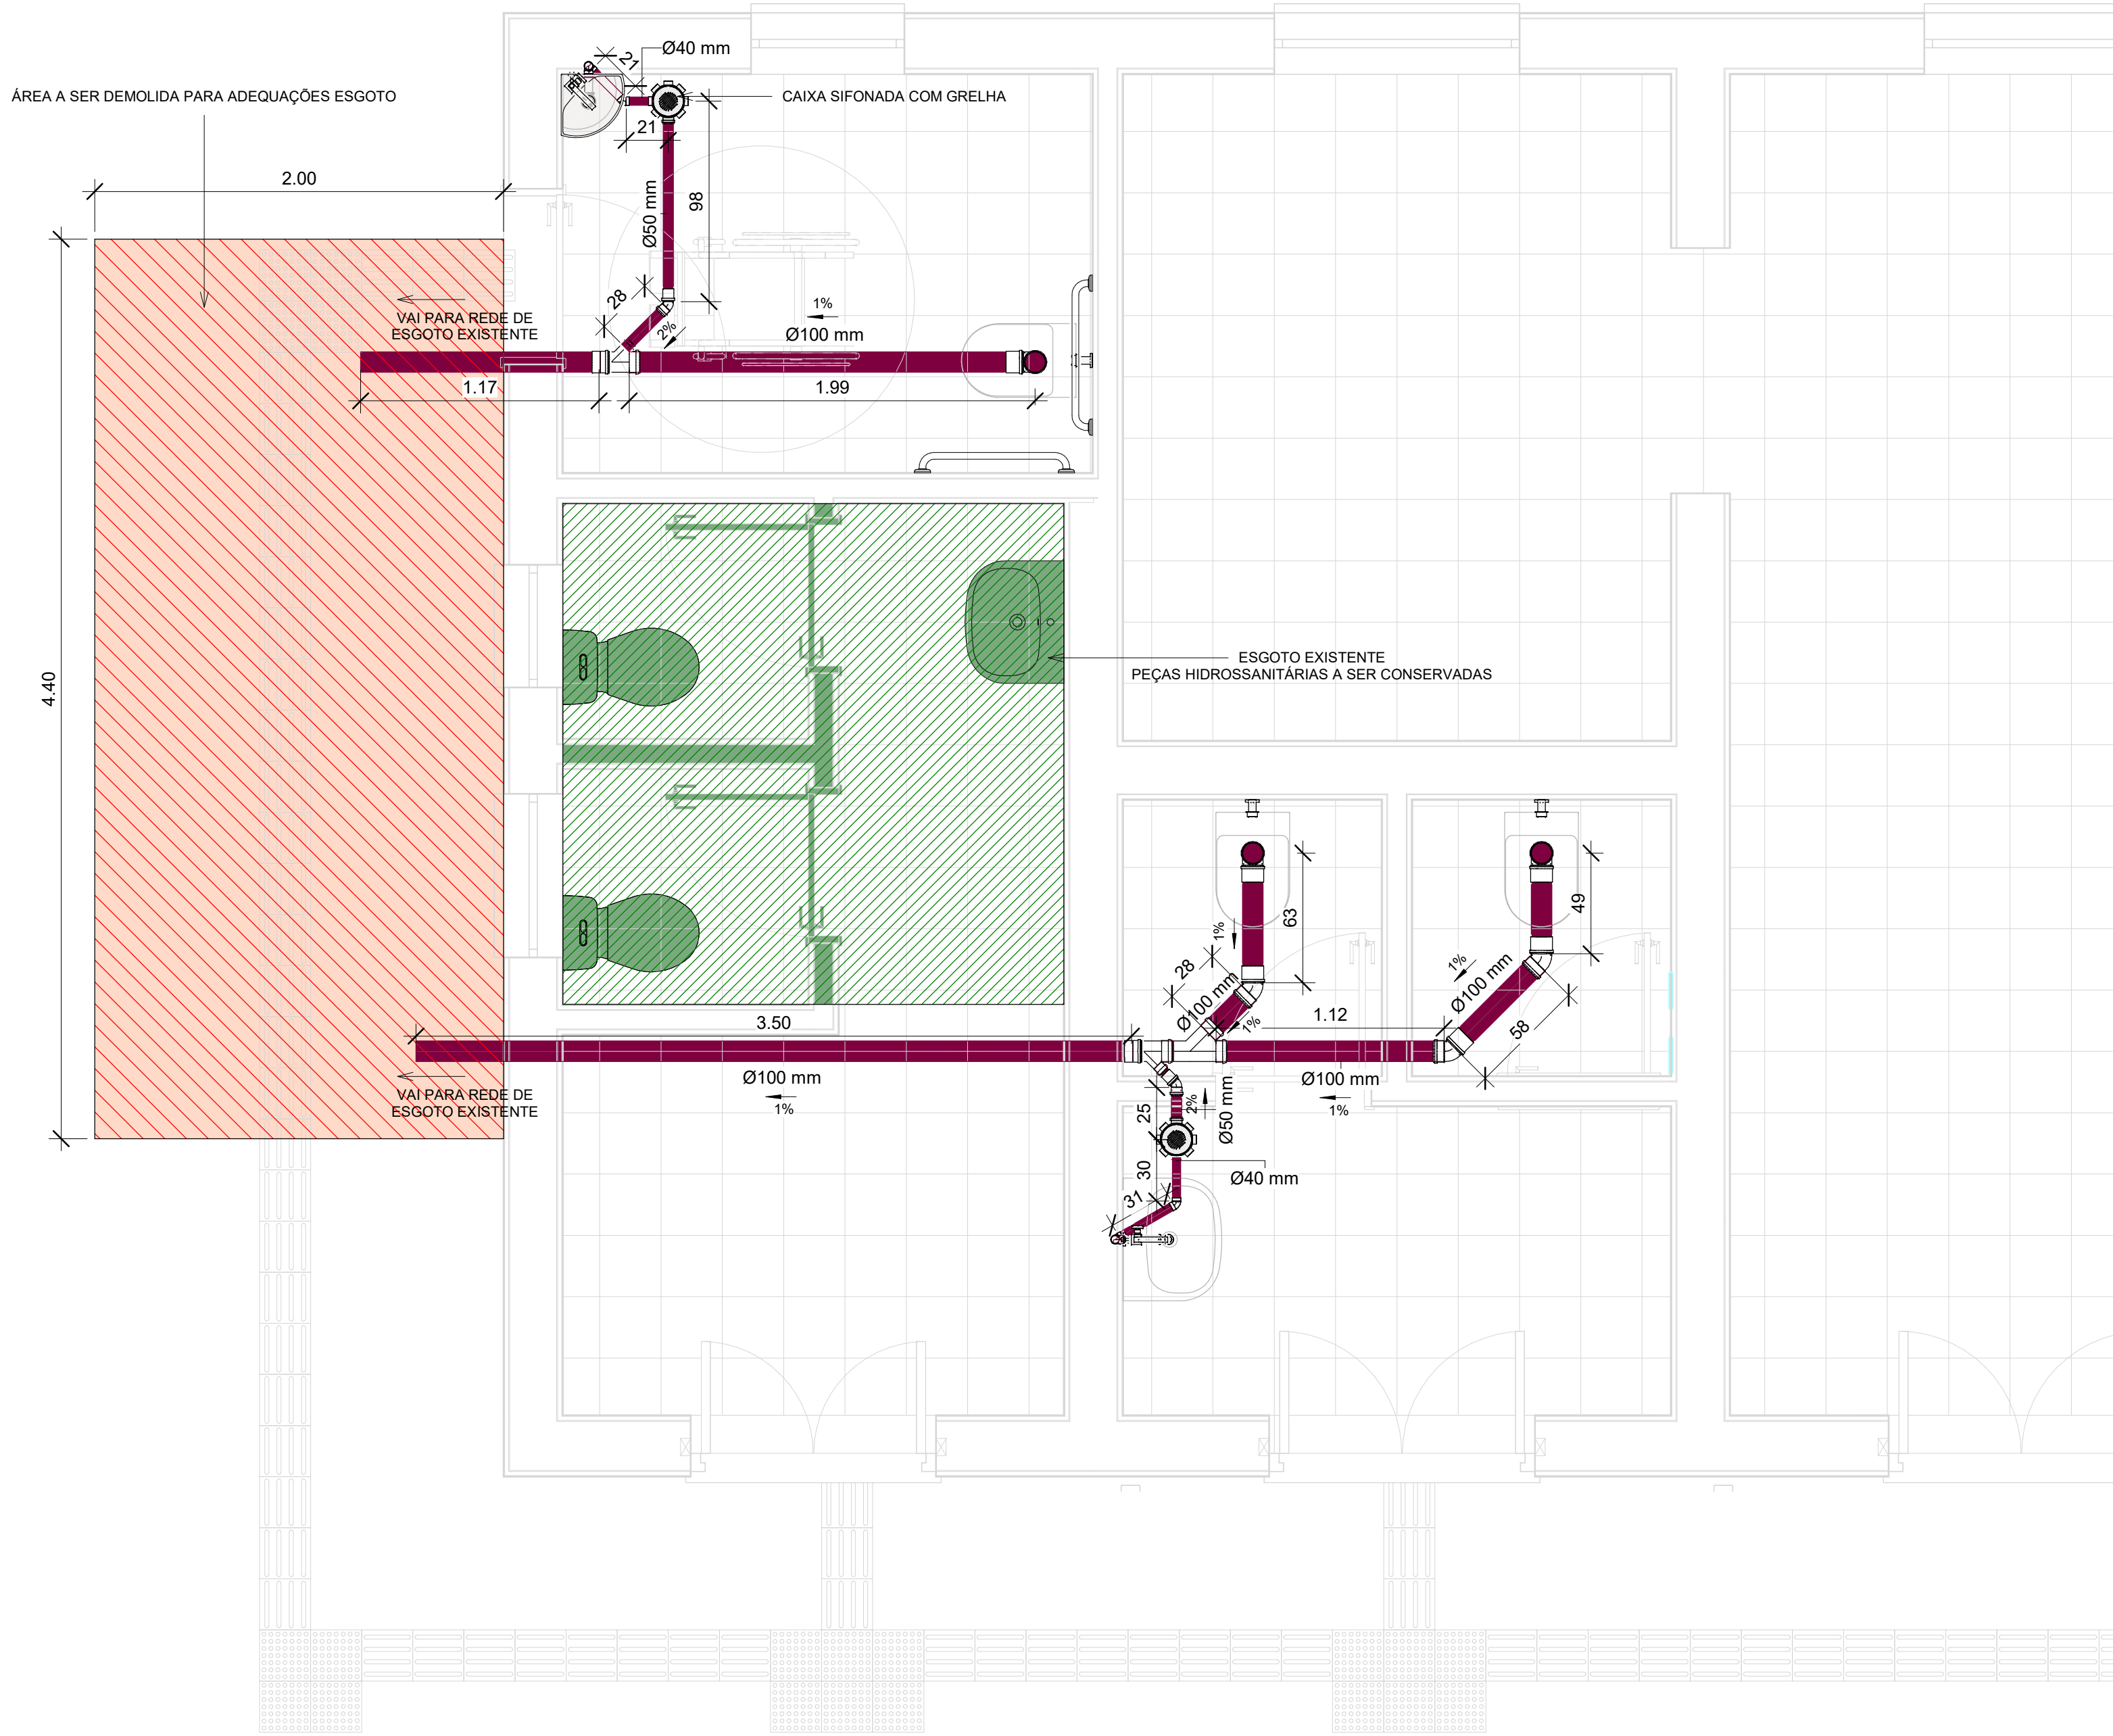 Ø40 mm
21
ÁREA A SER DEMOLIDA PARA ADEQUAÇÕES ESGOTO
CAIXA SIFONADA COM GRELHA
21
2.00
98
Ø50 mm
28
1%
2%
Ø100 mm
VAI PARA REDE DE
ESGOTO EXISTENTE
1.17
1.99
4.40
ESGOTO EXISTENTE
PEÇAS HIDROSSANITÁRIAS A SER CONSERVADAS
63
49
1%
28
Ø100 mm
1%
1%
Ø100 mm
58
1.12
3.50
Ø100 mm
1%
Ø100 mm
1%
VAI PARA REDE DE
ESGOTO EXISTENTE
25
2%
Ø50 mm
30
Ø40 mm
31